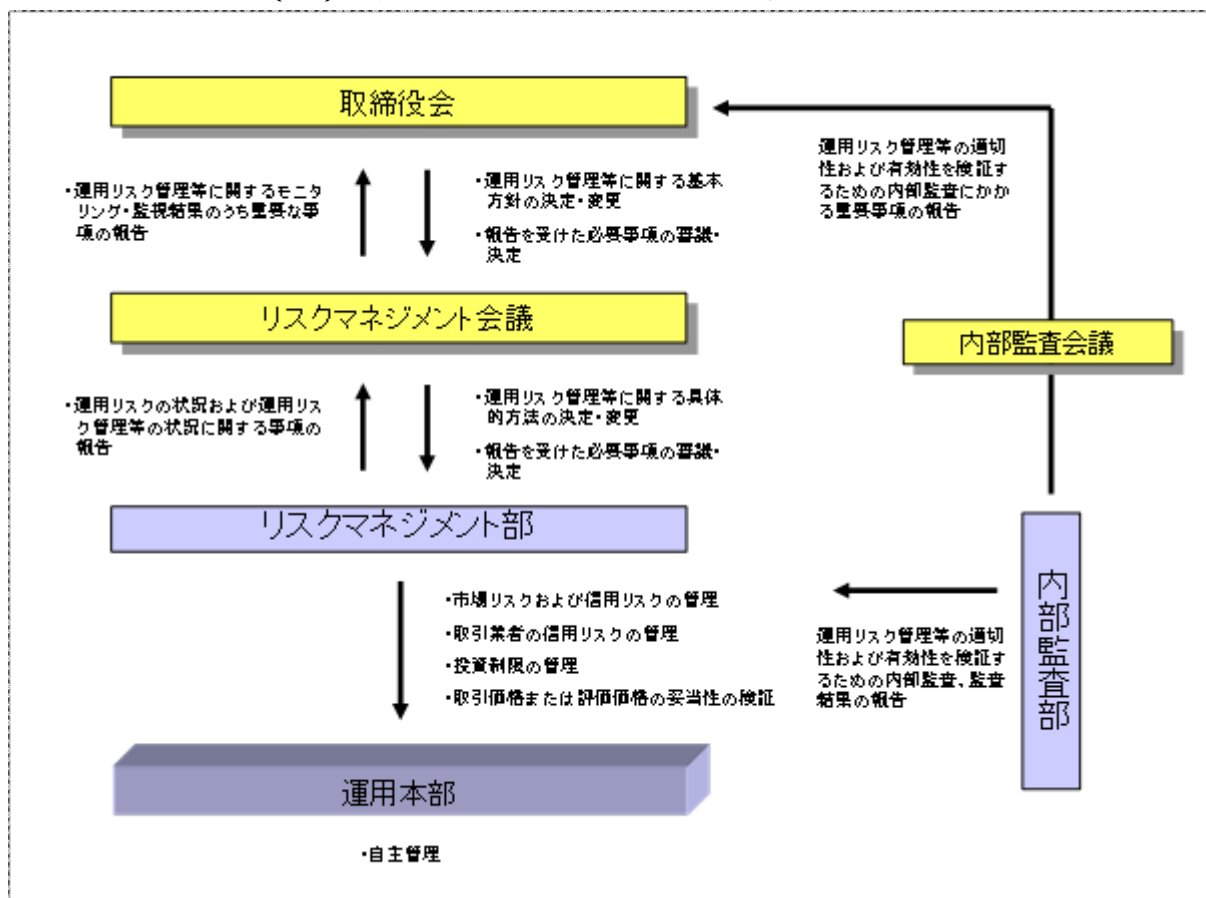 取締役会
・運用リスク管理等に関するモニ
タリング・監視結果のうち重要な事
項の報告
・運用リスク管理等に関する基本
方針の決定・変更
・報告を受けた必要事項の審議・
決定
運用リスク管理等の適切
性および有効性を検証す
るための内部監査にかか
る重要事項の報告
リスクマネジメント会議
内部監査会議
・運用リスクの状況および運用リス
ク管理等の状況に関する事項の
報告
・運用リスク管理等に関する具体
的方法の決定・変更
・報告を受けた必要事項の審議・
決定
リスクマネジメント部
・市場リスクおよび信用リスクの管理
・取引業者の信用リスクの管理
・投資制限の管理
・取引価格または評価価格の妥当性の検証
運用リスク管理等の適切
性および有効性を検証す
るための内部監査、監査
結果の報告
内部監査部
運用本部
・自主管理